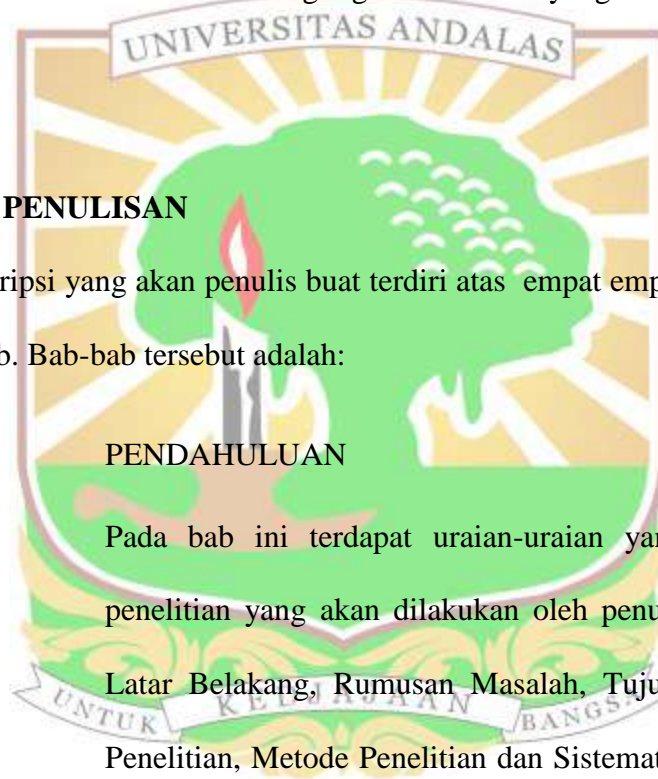 UNIVERSITAS ANDALAS
PENULISAN
ripsi yang akan penulis buat terdiri atas empat emp
b. Bab-bab tersebut adalah:
PENDAHULUAN
Pada bab ini terdapat uraian-uraian yan
penelitian yang akan dilakukan oleh penu
Latar Belakang, Rumusan Masalah, Tuju
UNTUK KEDJAJAAN BANGSA
Penelitian, Metode Penelitian dan Sistemat